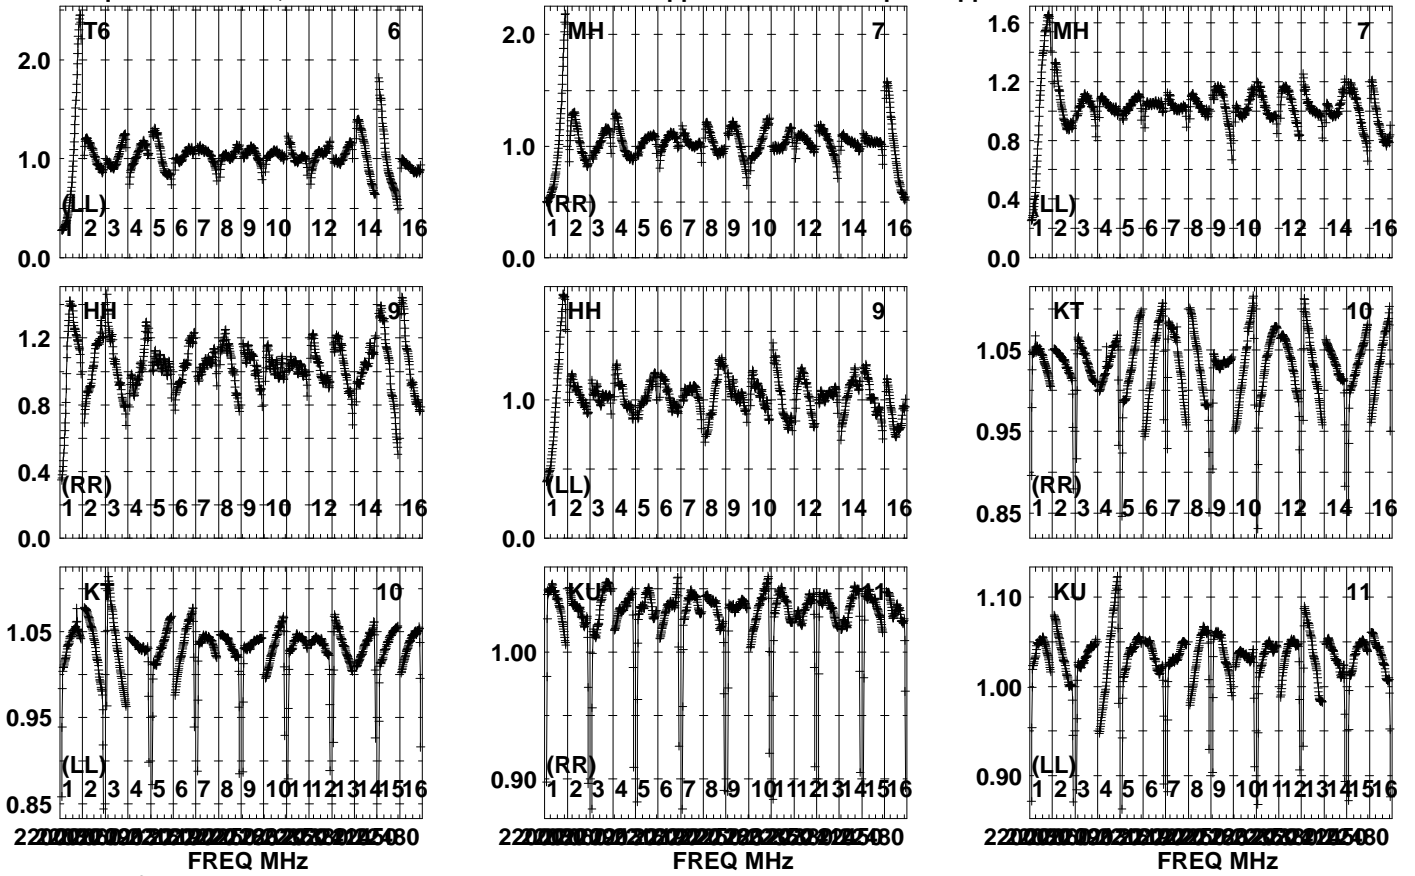 T6 6
2.0
1.0
0.0
(LL)
1 2 3 4 5 6 7 8 9 10 12 14 16
MH 7
2.0
1.0
0.0
(RR)
1 2 3 4 5 6 7 8 9 10 12 14 16
MH 7
1.6
1.2
0.8
0.4
0.0
(LL)
1 2 3 4 5 6 7 8 9 10 12 14 16
HH 9
1.2
0.8
0.4
0.0
(RR)
1 2 3 4 5 6 7 8 9 10 12 14 16
HH 9
1.0
0.0
(LL)
1 2 3 4 5 6 7 8 9 10 12 14 16
KT 10
1.05
0.95
0.85
(RR)
1 2 3 4 5 6 7 8 9 10 12 14 16
KT 10
1.05
0.95
0.85
(LL)
1 2 3 4 5 6 7 8 9 10 11 12 13 14 15 16
FREQ MHz
KU 11
1.00
0.90
(RR)
1 2 3 4 5 6 7 8 9 10 11 12 13 14 15 16
FREQ MHz
KU 11
1.10
1.00
0.90
(LL)
1 2 3 4 5 6 7 8 9 10 11 12 13 14 15 16
FREQ MHz